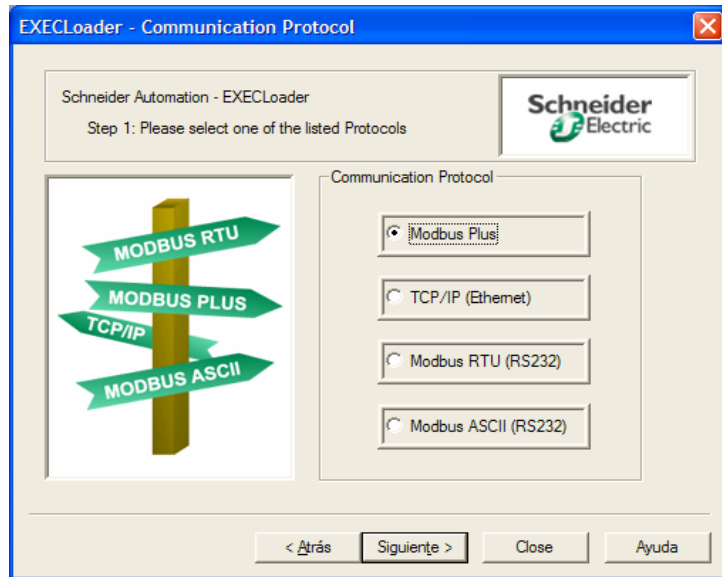 EXECLoader - Communication Protocol
Schneider Automation - EXECLoader
Step 1: Please select one of the listed Protocols
Schneider
Electric
MODBUS RTU
MODBUS PLUS
TCP/IP
MODBUS ASCII
Communication Protocol
Modbus Plus
TCP/IP (Ethernet)
Modbus RTU (RS232)
Modbus ASCII (RS232)
< Atrás Siguiente > Close Ayuda